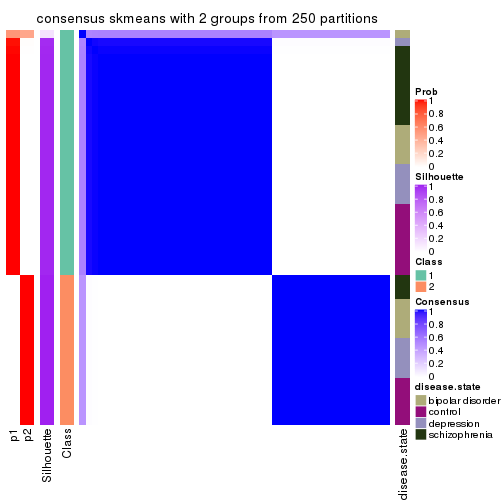 consensus skmeans with 2 groups from 250 partitions
Prob
1
0.8
0.6
0.4
0.2
0
Silhouette
1
0.8
0.6
0.4
0.2
0
Class
1
2
Consensus
1
0.8
0.6
0.4
0.2
0
disease.state
bipolar disorder
control
depression
schizophrenia
p1
p2
Silhouette
Class
disease.state